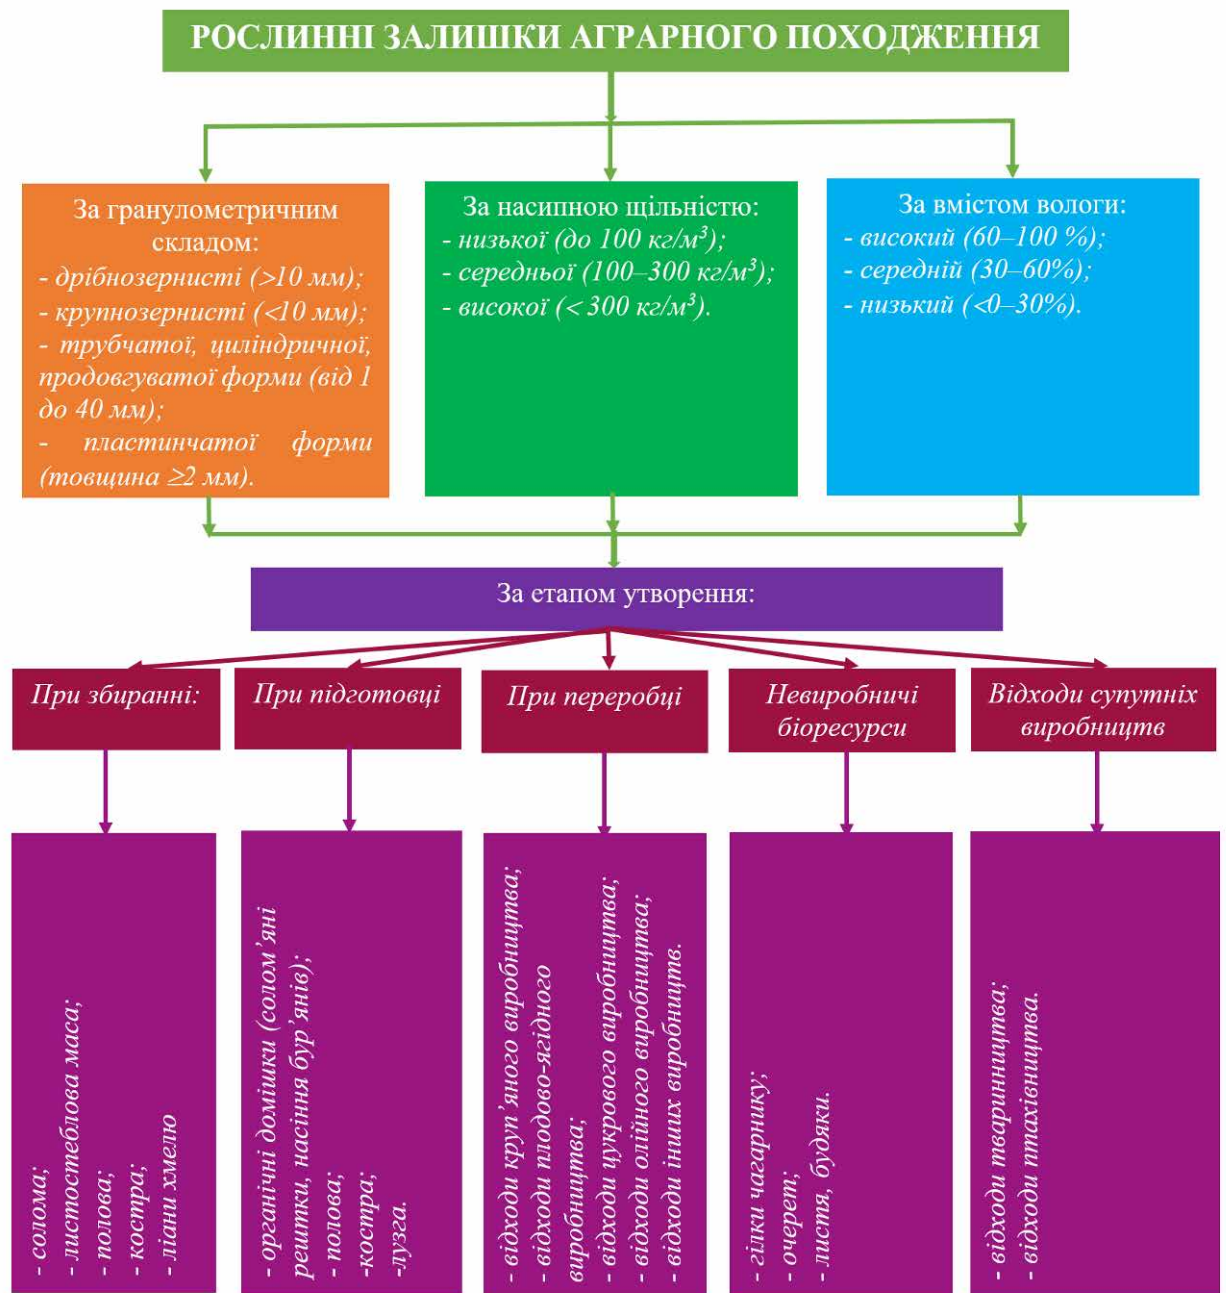 РОСЛИННІ ЗАЛИШКИ АГРАРНОГО ПОХОДЖЕННЯ
За гранулометричним
складом:
- дрібнозернисті (>10 мм);
- крупнозернисті (<10 мм);
- трубчатої, циліндричної,
продовгуватої форми (від 1
до 40 мм);
- пластинчатої форми
(товщина ≥2 мм).
За насипною щільністю:
- низької (до 100 кг/м³);
- середньої (100–300 кг/м³);
- високої (< 300 кг/м³).
За вмістом вологи:
- високий (60–100 %);
- середній (30–60%);
- низький (<0–30%).
За етапом утворення:
При збиранні:
- солома;
- листостеблова маса;
- полова;
- костра;
- ліани хмелю
При підготовці
- органічні домішки (солом’яні
рештки, насіння бур’янів);
- полова;
-костра;
-лузга.
При переробці
- відходи круп’яного виробництва;
- відходи плодово-ягідного
виробництва;
- відходи цукрового виробництва;
- відходи олійного виробництва;
- відходи інших виробництв.
Невиробничі
біоресурси
- гілки чагарнику;
- очерет;
- листя, будяки.
Відходи супутніх
виробництв
- відходи тваринництва;
- відходи птахівництва.